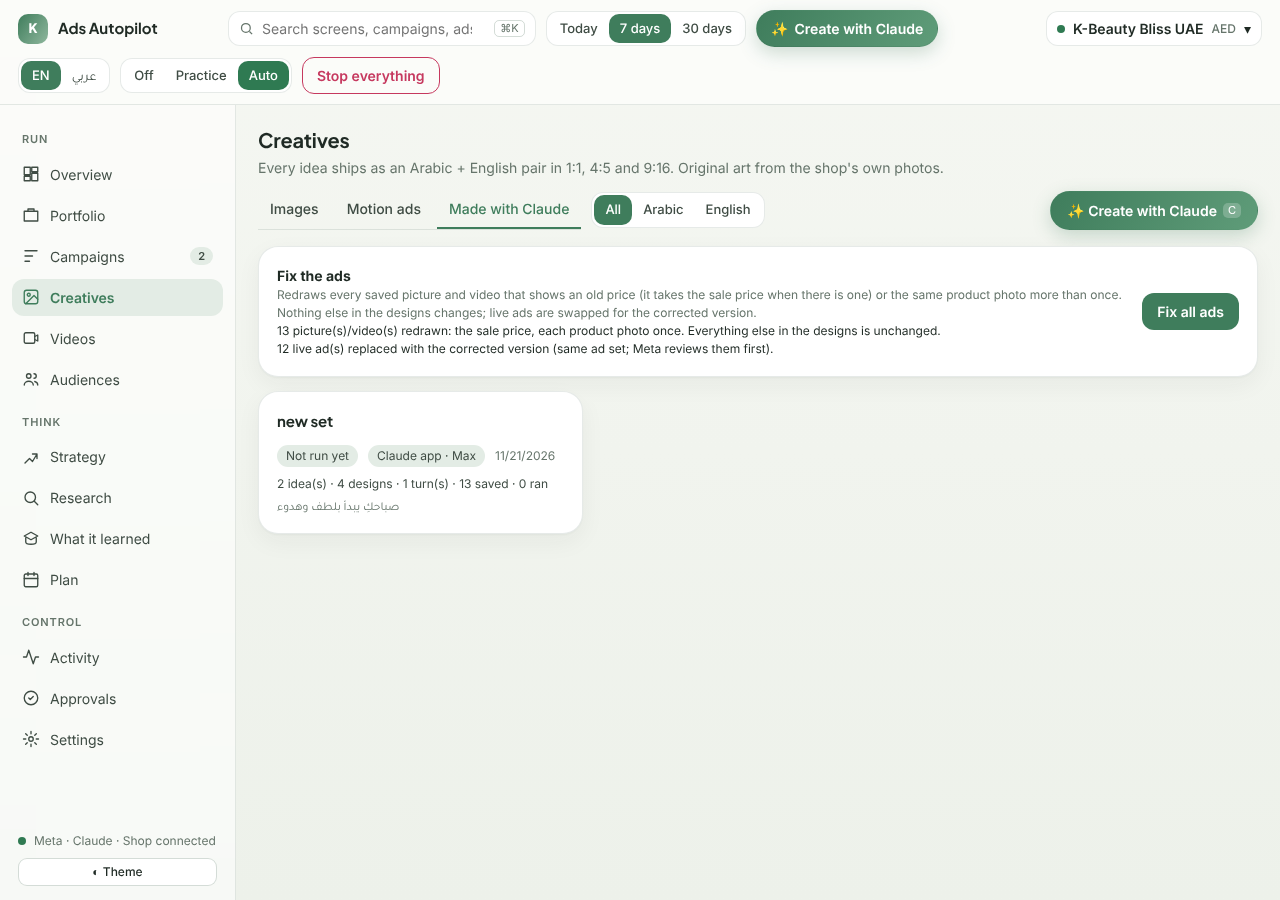 K
Ads Autopilot
Search screens, campaigns, ads
⌘K
Today
7 days
30 days
✨ Create with Claude
K-Beauty Bliss UAE AED ▾
EN
عربي
Off
Practice
Auto
Stop everything
RUN
Overview
Portfolio
Campaigns 2
Creatives
Videos
Audiences
THINK
Strategy
Research
What it learned
Plan
CONTROL
Activity
Approvals
Settings
Meta · Claude · Shop connected
Theme
Creatives
Every idea ships as an Arabic + English pair in 1:1, 4:5 and 9:16. Original art from the shop's own photos.
Images
Motion ads
Made with Claude
All
Arabic
English
✨ Create with Claude C
Fix the ads
Redraws every saved picture and video that shows an old price (it takes the sale price when there is one) or the same product photo more than once.
Nothing else in the designs changes; live ads are swapped for the corrected version.
13 picture(s)/video(s) redrawn: the sale price, each product photo once. Everything else in the designs is unchanged.
12 live ad(s) replaced with the corrected version (same ad set; Meta reviews them first).
Fix all ads
new set
Not run yet
Claude app · Max
11/21/2026
2 idea(s) · 4 designs · 1 turn(s) · 13 saved · 0 ran
صباحكِ يبدأ بلطف وهدوء